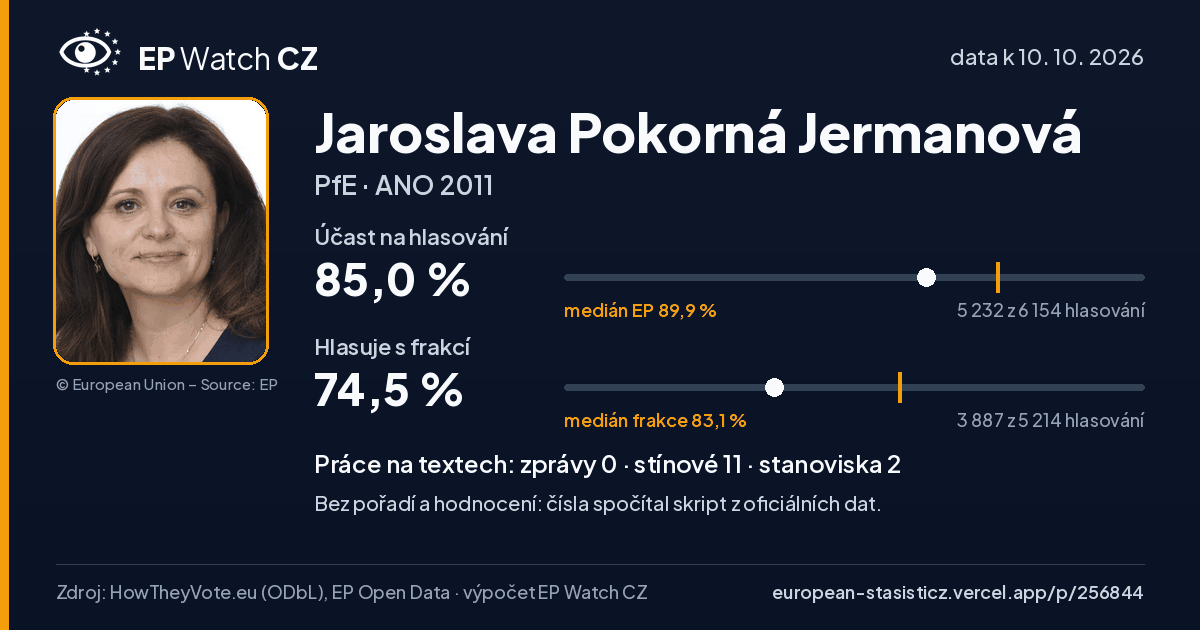 EP Watch CZ
data k 10. 10. 2026
Jaroslava Pokorná Jermanová
PfE · ANO 2011
Účast na hlasování
85,0 %
medián EP 89,9 %
5 232 z 6 154 hlasování
Hlasuje s frakcí
74,5 %
medián frakce 83,1 %
3 887 z 5 214 hlasování
© European Union – Source: EP
Práce na textech: zprávy 0 · stínové 11 · stanoviska 2
Bez pořadí a hodnocení: čísla spočítal skript z oficiálních dat.
Zdroj: HowTheyVote.eu (ODbL), EP Open Data · výpočet EP Watch CZ
european-stasisticz.vercel.app/p/256844